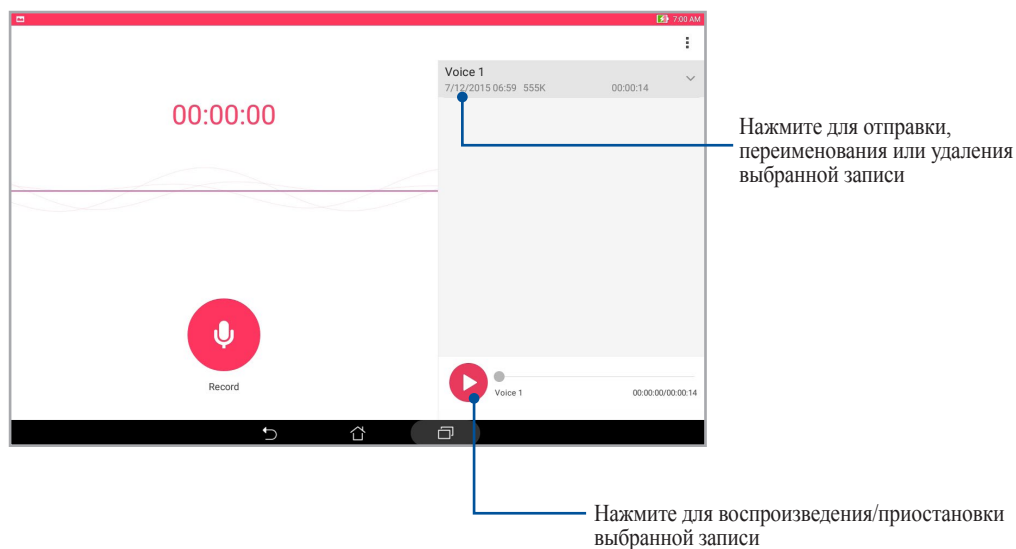 7:00 AM
Voice 1
7/12/2015 06:59 555K 00:00:14
00:00:00
Нажмите для отправки,
переименования или удаления
выбранной записи
Record
Voice 1 00:00:00/00:00:14
Нажмите для воспроизведения/приостановки
выбранной записи